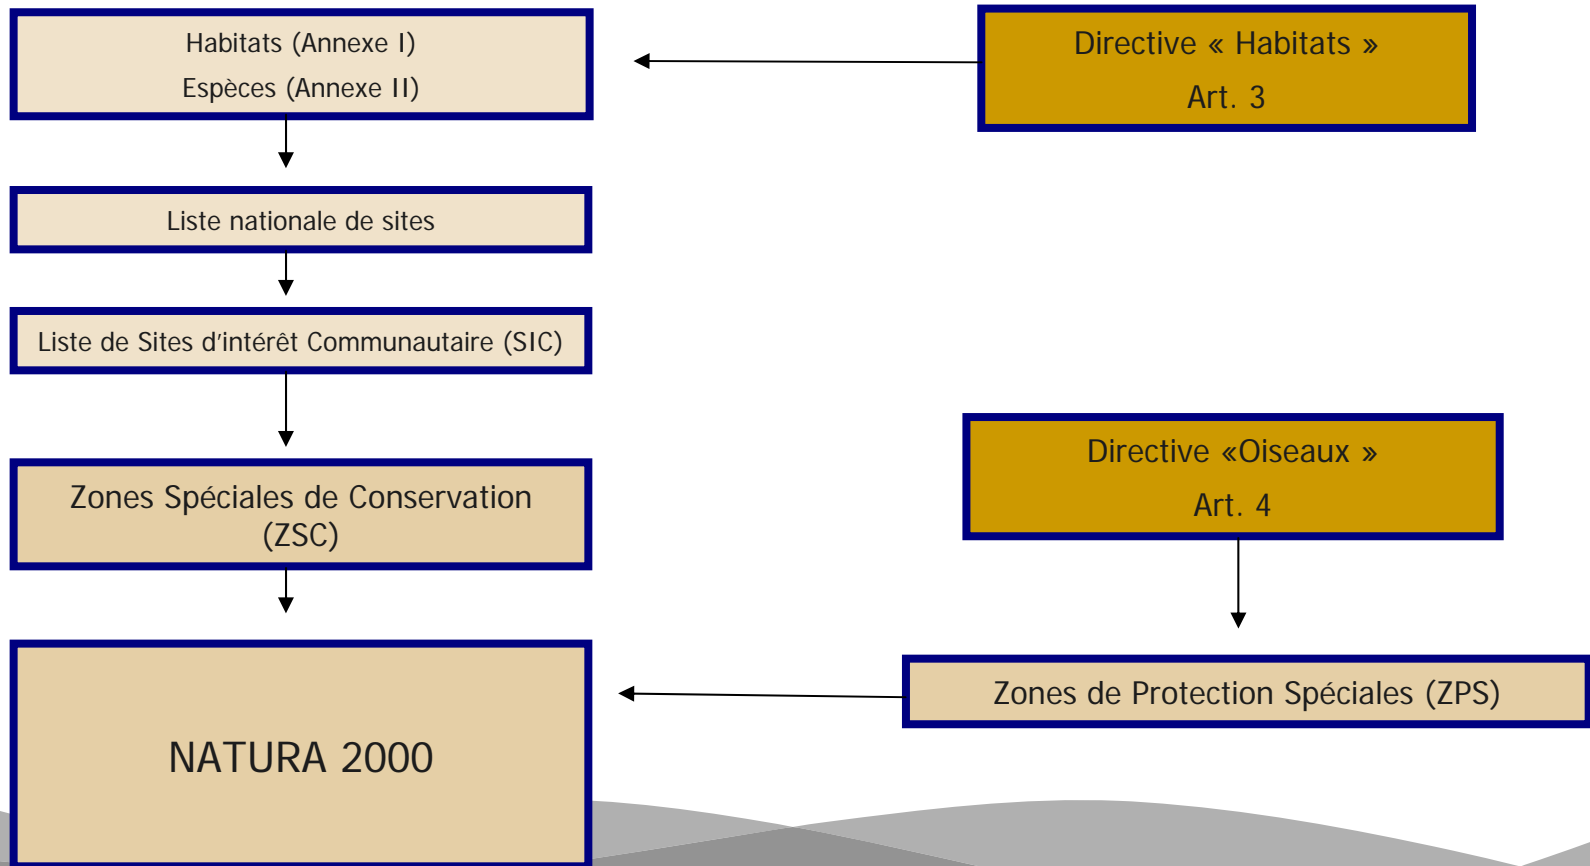 Habitats (Annexe I)
Espèces (Annexe II)
Directive « Habitats »
Art. 3
Liste nationale de sites
Liste de Sites d'intérêt Communautaire (SIC)
Zones Spéciales de Conservation
(ZSC)
Directive «Oiseaux »
Art. 4
Zones de Protection Spéciales (ZPS)
NATURA 2000